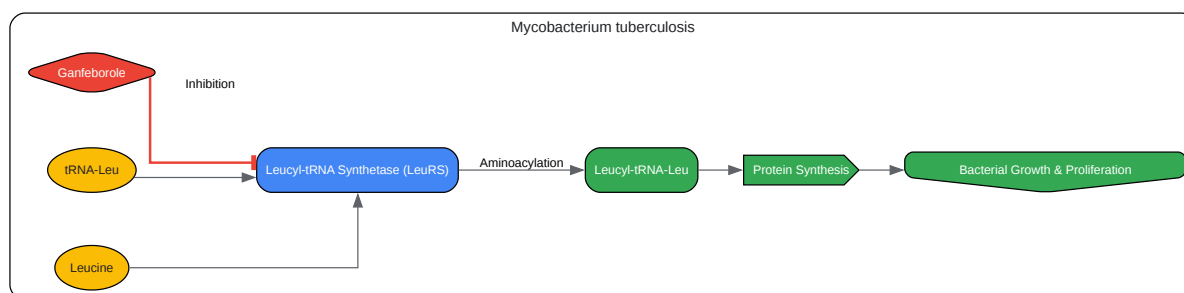 Mycobacterium tuberculosis
Ganfeborole
Inhibition
tRNA-Leu
Leucyl-tRNA Synthetase (LeuRS)
Aminoacylation
Leucyl-tRNA-Leu
Protein Synthesis
Bacterial Growth & Proliferation
Leucine